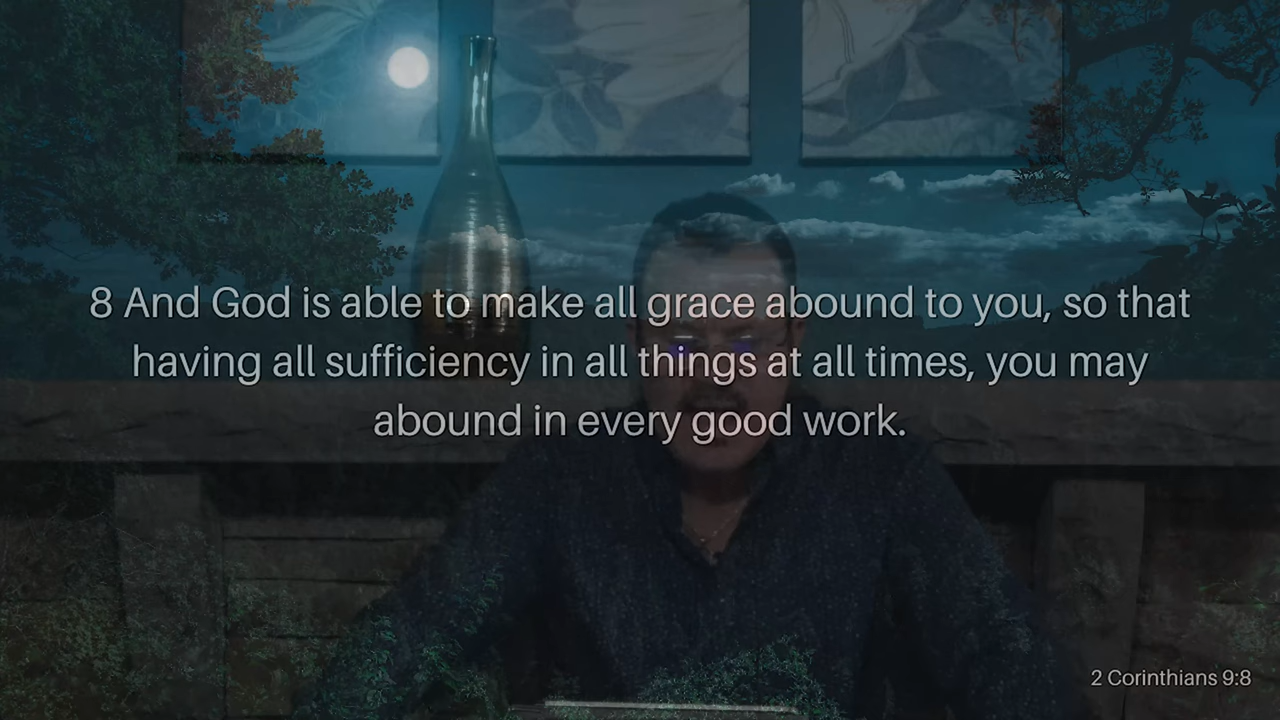 8 And God is able to make all grace abound to you, so that
having all sufficiency in all things at all times, you may
abound in every good work.
2 Corinthians 9:8